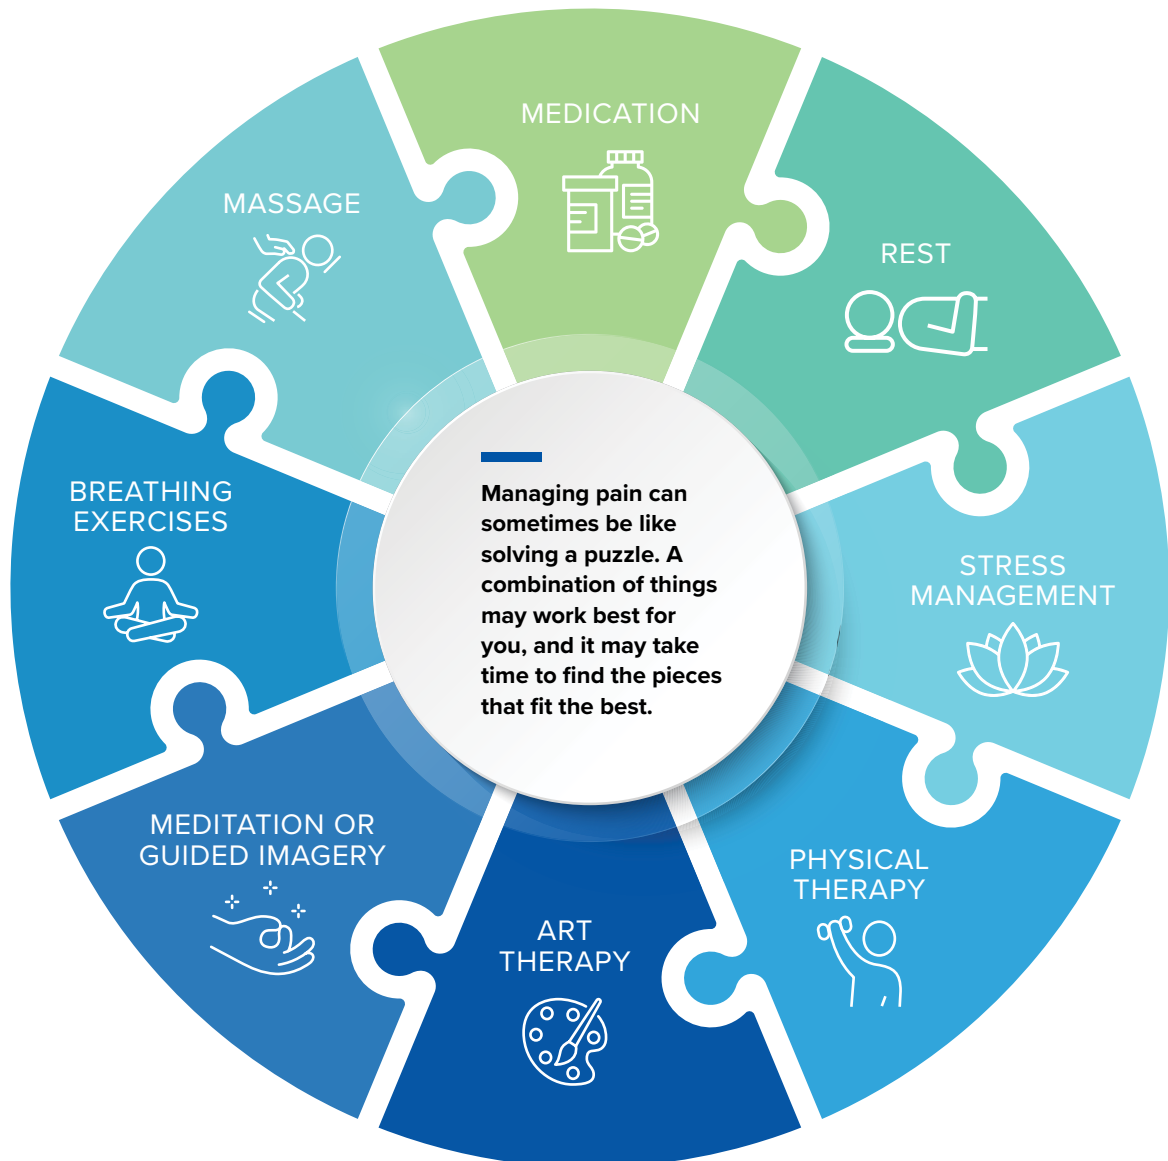 MEDICATION
REST
STRESS
MANAGEMENT
PHYSICAL
THERAPY
ART
THERAPY
MEDITATION OR
GUIDED IMAGERY
BREATHING
EXERCISES
MASSAGE
Managing pain can
sometimes be like
solving a puzzle. A
combination of things
may work best for
you, and it may take
time to find the pieces
that fit the best.